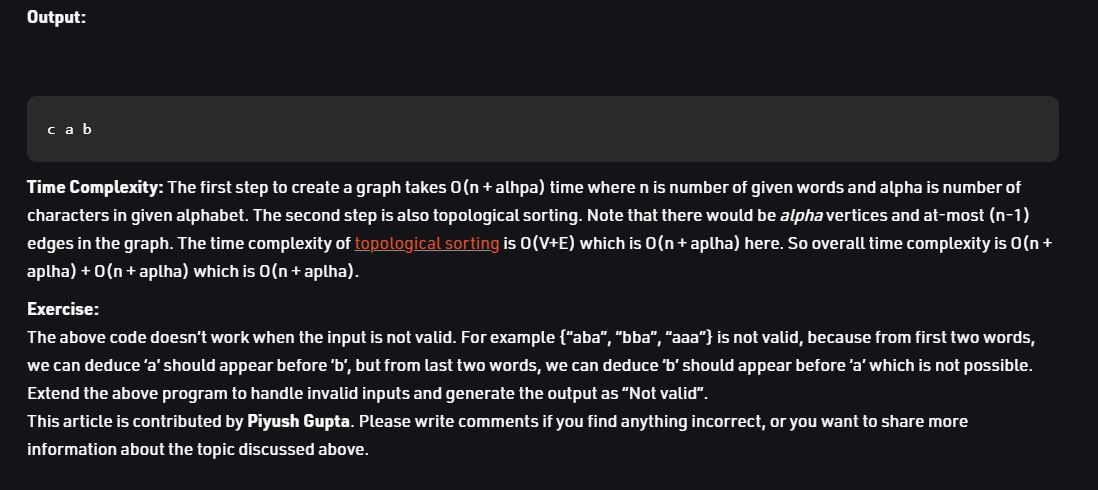 Output:
c a b
Time Complexity: The first step to create a graph takes O(n + alhpa) time where n is number of given words and alpha is number of
characters in given alphabet. The second step is also topological sorting. Note that there would be alpha vertices and at-most (n-1)
edges in the graph. The time complexity of topological sorting is O(V+E) which is O(n + aplha) here. So overall time complexity is O(n +
aplha) + O(n + aplha) which is O(n + aplha).
Exercise:
The above code doesn’t work when the input is not valid. For example {“aba”, “bba”, “aaa”} is not valid, because from first two words,
we can deduce ‘a’ should appear before ‘b’, but from last two words, we can deduce ‘b’ should appear before ‘a’ which is not possible.
Extend the above program to handle invalid inputs and generate the output as “Not valid”.
This article is contributed by Piyush Gupta. Please write comments if you find anything incorrect, or you want to share more
information about the topic discussed above.